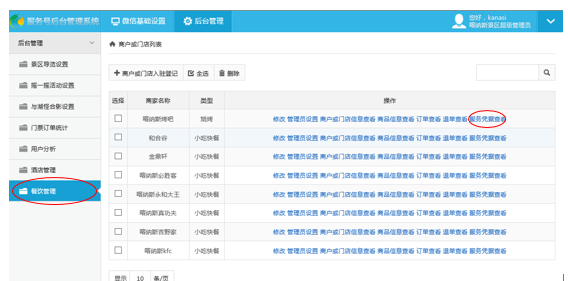 服务号后台管理系统
微信基础设置
后台管理
您好，kanasi
喀纳斯景区超级管理员
后台管理
商户或门店列表
景区导览设置
摇一摇活动设置
与湖怪合影设置
门票订单统计
用户分析
酒店管理
餐饮管理
商户或门店入驻登记 全选 删除
选择 商家名称 类型 操作
喀纳斯烤吧 烧烤 修改 管理员设置 商户或门店信息查看 商品信息查看 订单查看 退单查看 服务凭据查看
和合谷 小吃快餐 修改 管理员设置 商户或门店信息查看 商品信息查看 订单查看 退单查看 服务凭据查看
金鼎轩 小吃快餐 修改 管理员设置 商户或门店信息查看 商品信息查看 订单查看 退单查看 服务凭据查看
喀纳斯必胜客 小吃快餐 修改 管理员设置 商户或门店信息查看 商品信息查看 订单查看 退单查看 服务凭据查看
喀纳斯永和大王 小吃快餐 修改 管理员设置 商户或门店信息查看 商品信息查看 订单查看 退单查看 服务凭据查看
喀纳斯真功夫 小吃快餐 修改 管理员设置 商户或门店信息查看 商品信息查看 订单查看 退单查看 服务凭据查看
喀纳斯吉野家 小吃快餐 修改 管理员设置 商户或门店信息查看 商品信息查看 订单查看 退单查看 服务凭据查看
喀纳斯kfc 小吃快餐 修改 管理员设置 商户或门店信息查看 商品信息查看 订单查看 退单查看 服务凭据查看
显示 10 条/页